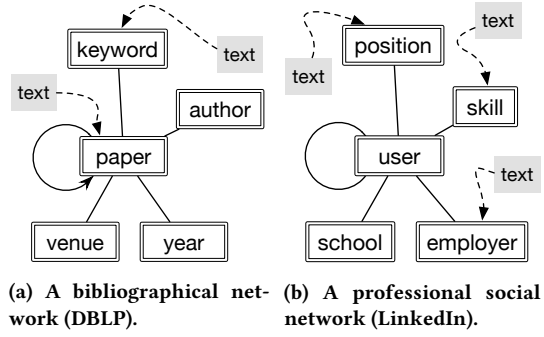 keyword
text
text
author
paper
venue
year
(a) A bibliographical net-
work (DBLP).
text
position
text
skill
user
text
school
employer
(b) A professional social
network (LinkedIn).